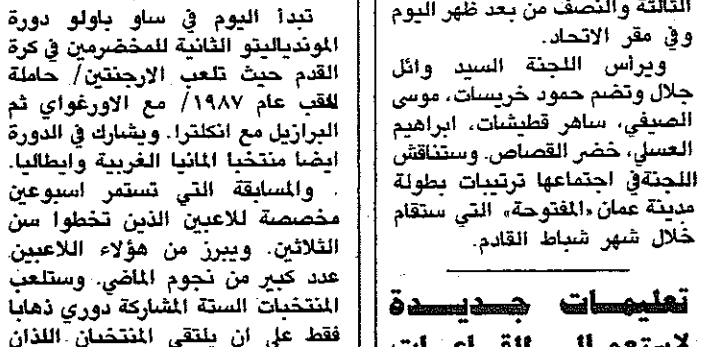 الثالثة والنصف من بعد ظهر اليوم
وفي مقر الاتحاد.
ويرأس اللجنة السيد وائل
جلال وتضم حمود خريسات، موسى
الصيفي، ساهر قطيشات، ابراهيم
العسلي، خضر القصاص. وستناقش
اللجنةفي اجتماعها ترتيبات بطولة
مدينة عمان «المفتوحة» التي ستقام
خلال شهر شباط القادم.
تعليمات جديدة
تبدأ اليوم في ساو باولو دورة
المونديالیتو الثانية للمخضرمين في كرة
القدم حيث تلعب الارجنتين/ حاملة
للقب عام ١٩٨٧/ مع الاورغواي ثم
البرازيل مع انكلترا. ويشارك في الدورة
ايضا منتخبا المانيا الغربية وايطاليا.
. والمسابقة التي تستمر اسبوعين
مخصصة للاعبين الذين تخطوا سن
الثلاثين. ويبرز من هؤلاء اللاعبين
عدد كبير من نجوم الماضي. وستلعب
المنتخبات الستة المشاركة دوري ذهابا
فقط على ان يلتقي المنتخبان اللذان